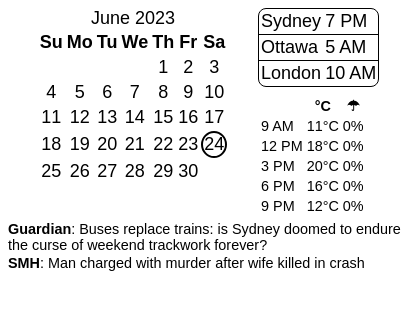 June 2023
Su Mo Tu We Th Fr Sa
1 2 3
4 5 6 7 8 9 10
11 12 13 14 15 16 17
18 19 20 21 22 23 24
25 26 27 28 29 30
Sydney 7 PM
Ottawa 5 AM
London 10 AM
°C ☂
9 AM 11°C 0%
12 PM 18°C 0%
3 PM 20°C 0%
6 PM 16°C 0%
9 PM 12°C 0%
Guardian: Buses replace trains: is Sydney doomed to endure
the curse of weekend trackwork forever?
SMH: Man charged with murder after wife killed in crash